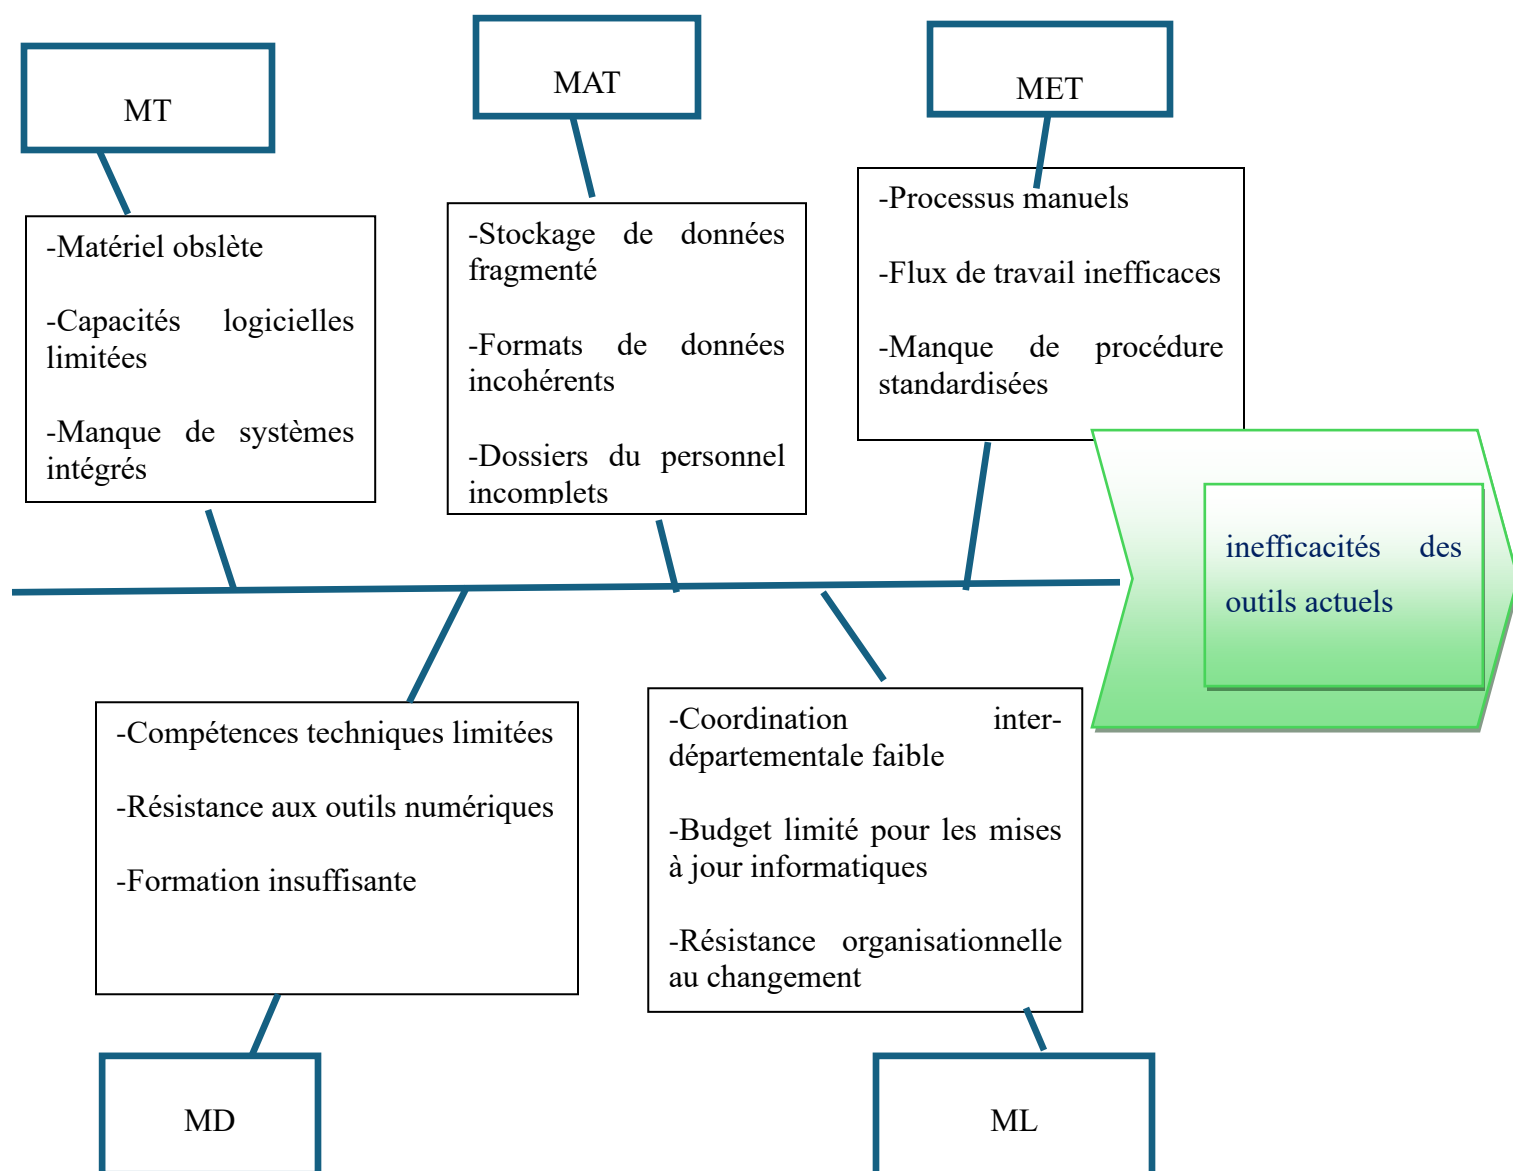 MT
MAT
MET
-Matériel obslète
-Capacités logicielles
limitées
-Manque de systèmes
intégrés
-Stockage de données
fragmenté
-Formats de données
incohérents
-Dossiers du personnel
incomplets
-Processus manuels
-Flux de travail inefficaces
-Manque de procédure
standardisées
inefficacités des
outils actuels
-Compétences techniques limitées
-Résistance aux outils numériques
-Formation insuffisante
-Coordination inter-
départementale faible
-Budget limité pour les mises
à jour informatiques
-Résistance organisationnelle
au changement
MD
ML